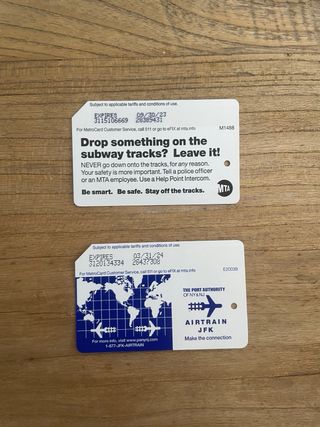 Subject to applicable tariffs and conditions of use.
EXPIRES 09/30/23
3115106669 26389431
For MetroCard Customer Service, call 511 or go to eFIX at mta.info M1488
Drop something on the
subway tracks? Leave it!
NEVER go down onto the tracks, for any reason.
Your safety is more important. Tell a police officer
or an MTA employee. Use a Help Point Intercom.
Be smart. Be safe. Stay off the tracks.
MTA
Subject to applicable tariffs and conditions of use.
EXPIRES 03/31/24
3120134334 26437308
For MetroCard Customer Service, call 511 or go to eFIX at mta.info
THE PORT AUTHORITY
OF NY & NJ
AIRTRAIN
JFK
Make the connection
For more info, visit www.panynj.com
1-877-JFK-AIRTRAIN